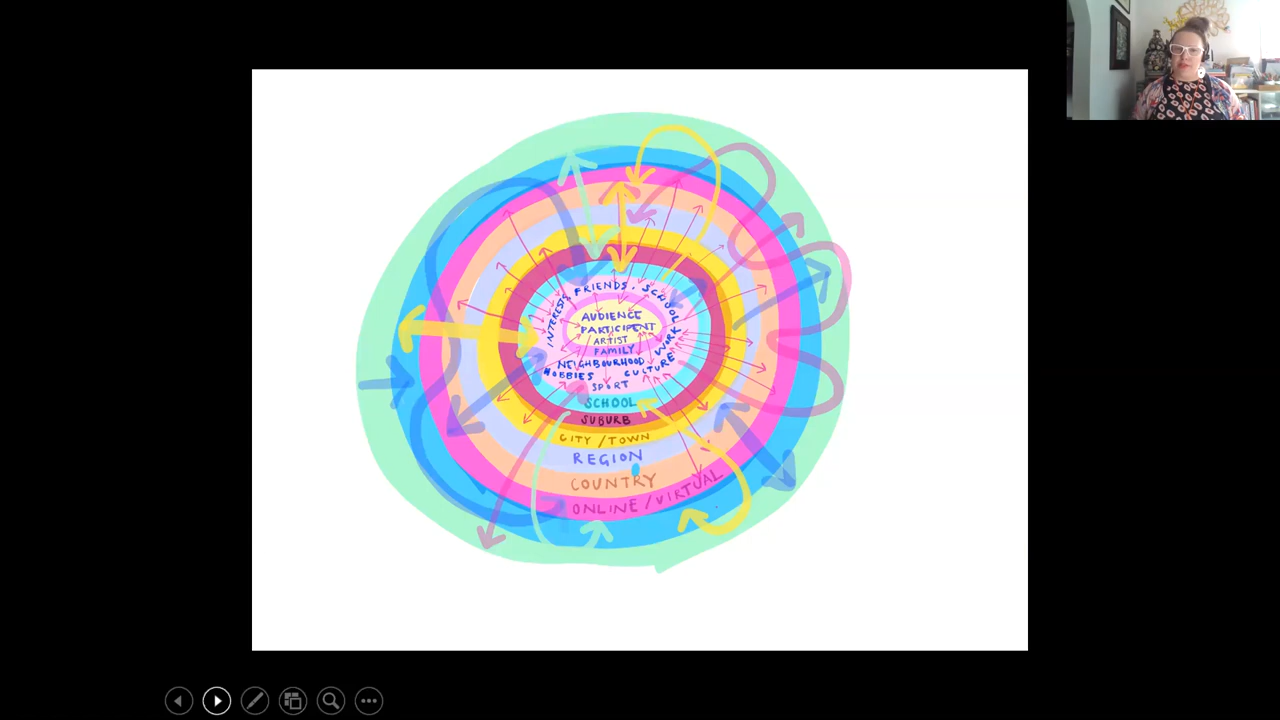 INTERESTS FRIENDS, SCHOOL
WORK
AUDIENCE
PARTICIPENT
ARTIST
FAMILY
NEIGHBOURHOOD
HOBBIES CULTURE
SPORT
SCHOOL
SUBURB
CITY / TOWN
REGION
COUNTRY
ONLINE / VIRTUAL